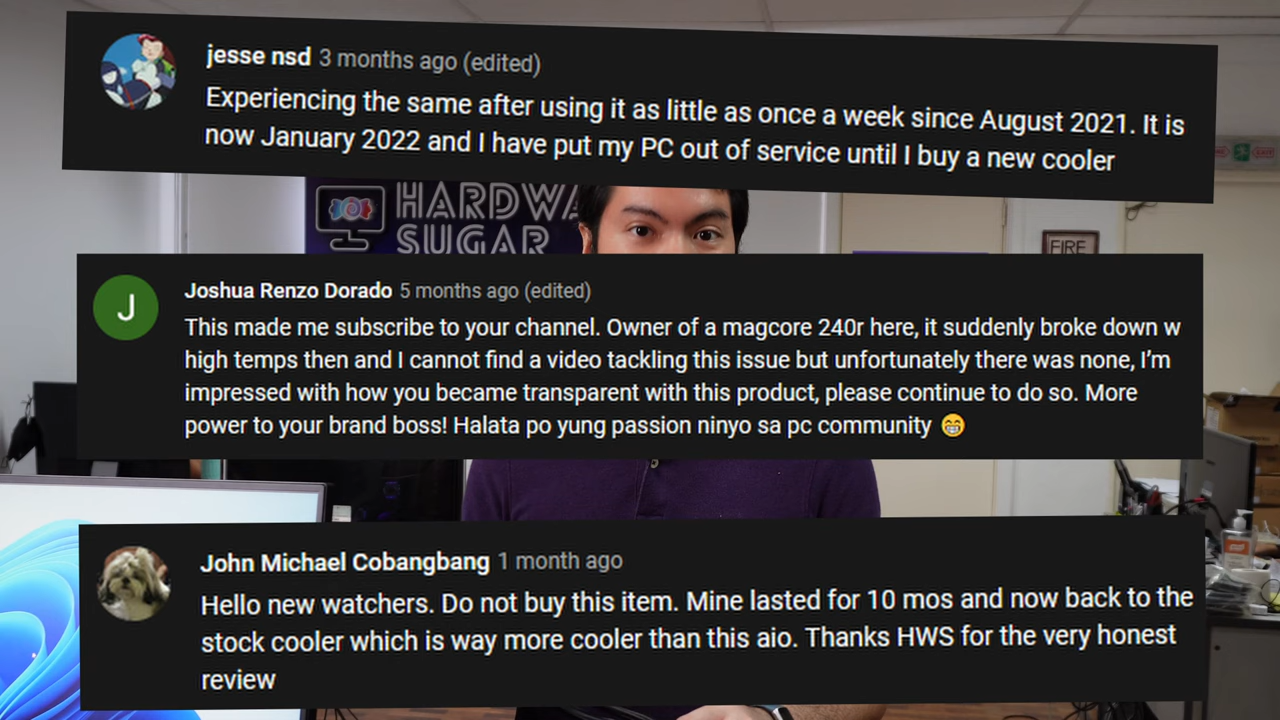 jesse nsd 3 months ago (edited)
Experiencing the same after using it as little as once a week since August 2021. It is
now January 2022 and I have put my PC out of service until I buy a new cooler
HARDWA
SUGAR
FIRE
J
Joshua Renzo Dorado 5 months ago (edited)
This made me subscribe to your channel. Owner of a magcore 240r here, it suddenly broke down w
high temps then and I cannot find a video tackling this issue but unfortunately there was none, I'm
impressed with how you became transparent with this product, please continue to do so. More
power to your brand boss! Halata po yung passion ninyo sa pc community 😁
John Michael Cobangbang 1 month ago
Hello new watchers. Do not buy this item. Mine lasted for 10 mos and now back to the
stock cooler which is way more cooler than this aio. Thanks HWS for the very honest
review